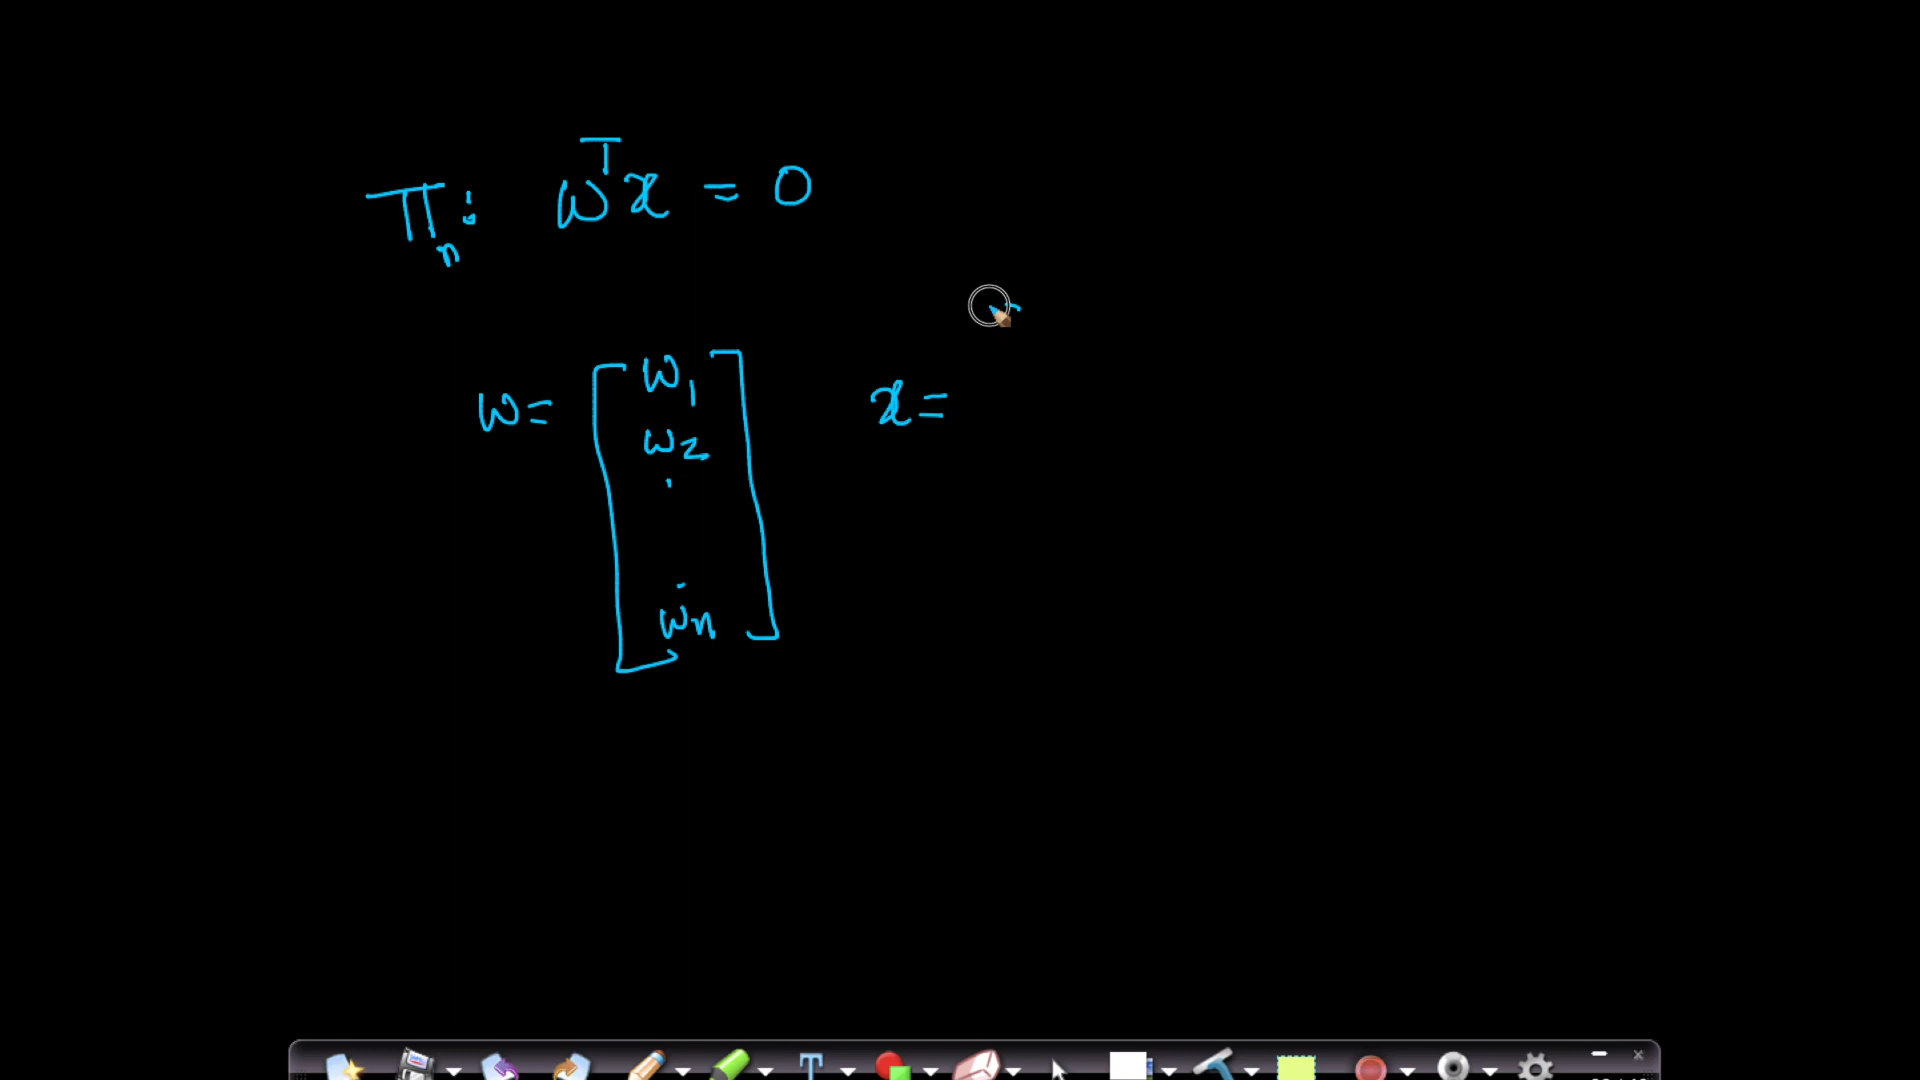 πₙ: wᵀx = 0
w = [ w₁
w₂
.
.
wₙ ]
x =